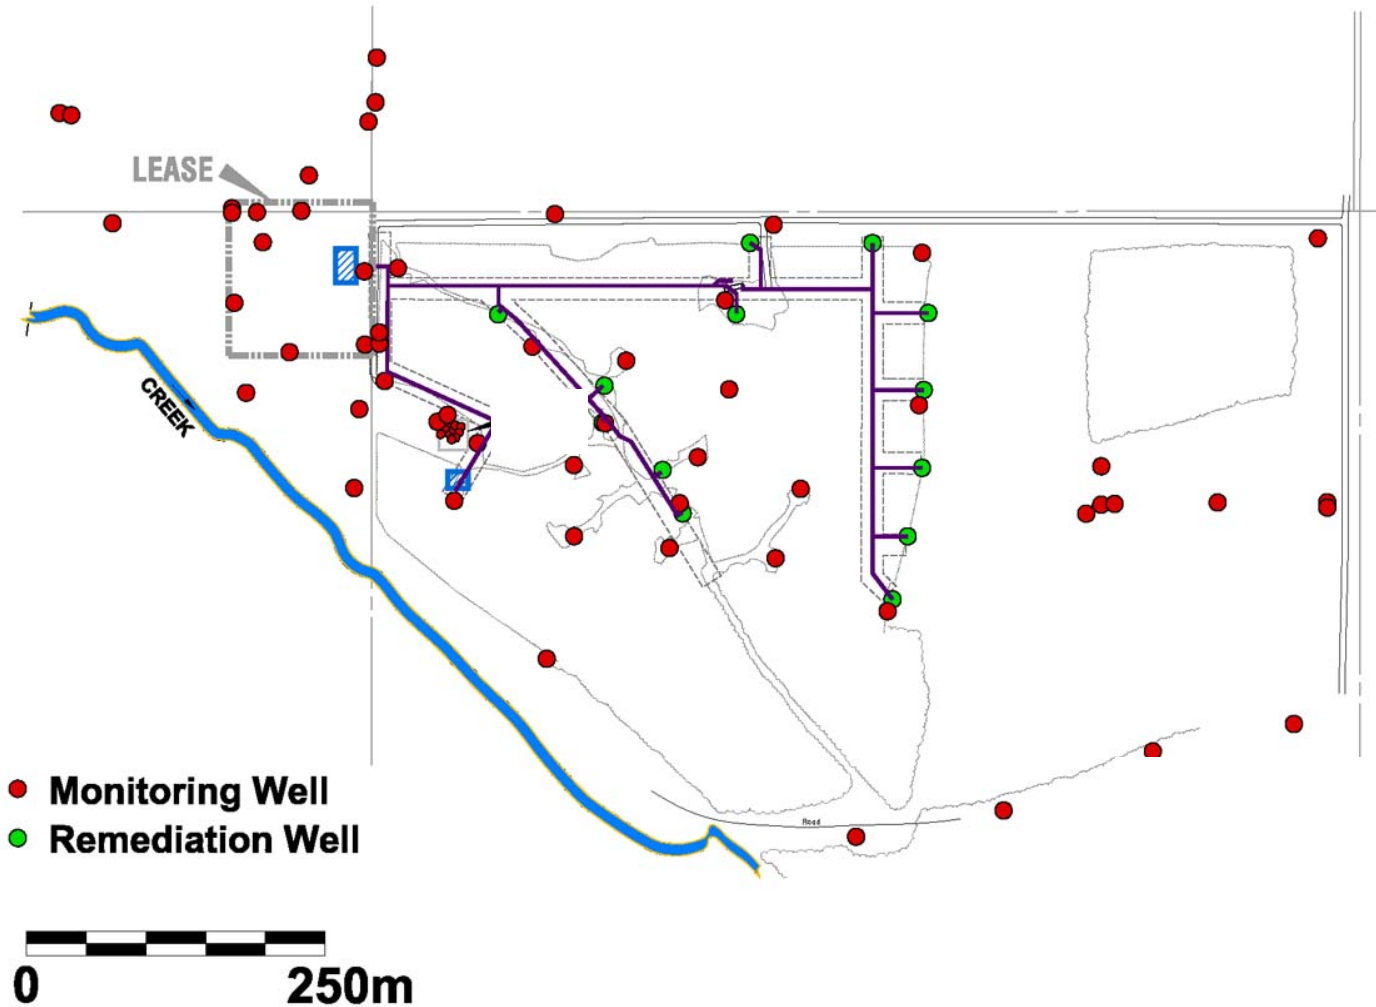 LEASE
CREEK
Monitoring Well
Remediation Well
Road
0 250m